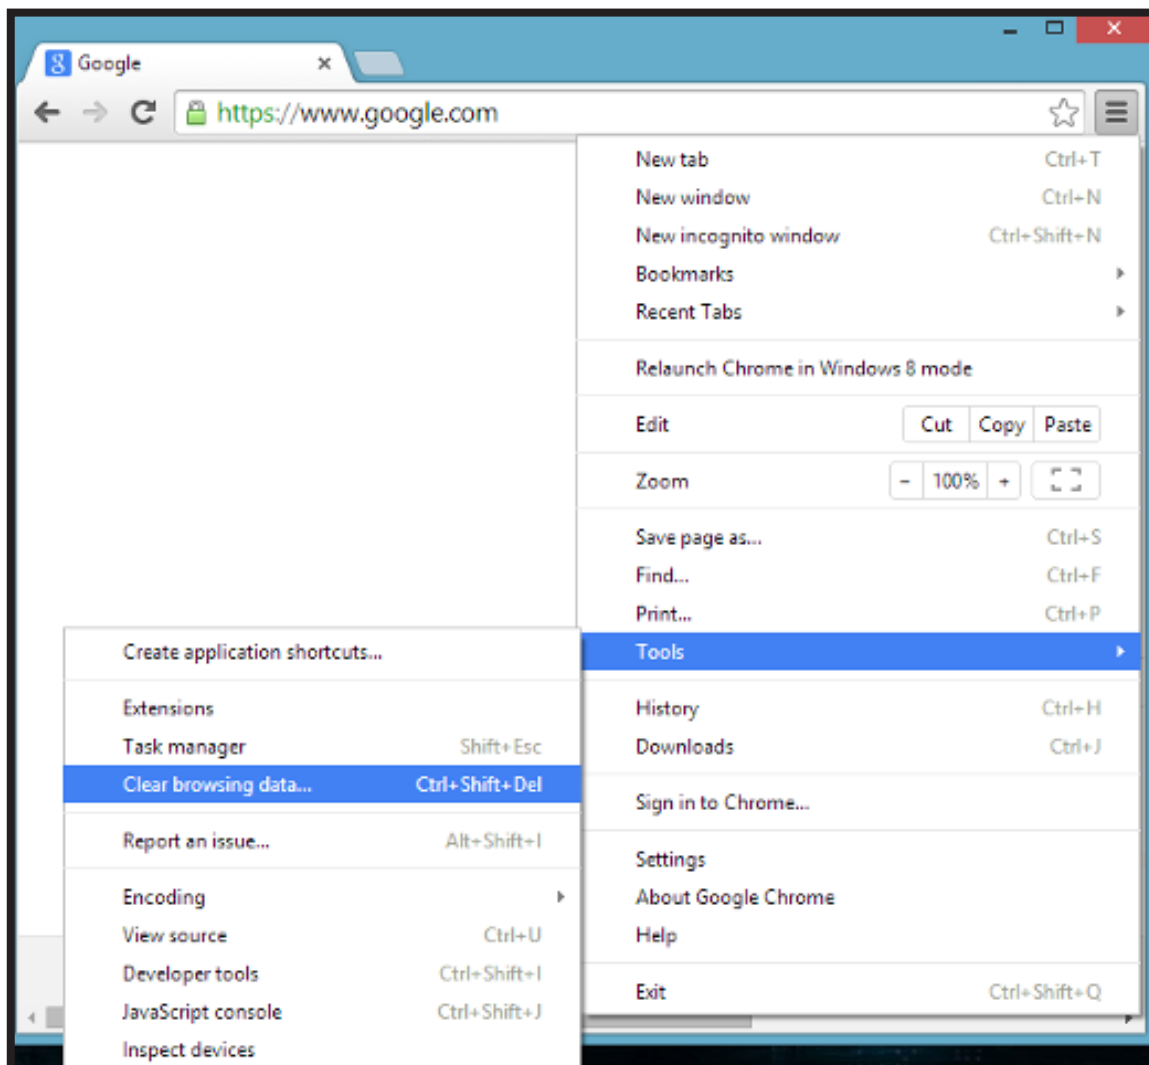 Google
https://www.google.com
New tab Ctrl+T
New window Ctrl+N
New incognito window Ctrl+Shift+N
Bookmarks
Recent Tabs
Relaunch Chrome in Windows 8 mode
Edit Cut Copy Paste
Zoom - 100% +
Save page as... Ctrl+S
Find... Ctrl+F
Print... Ctrl+P
Tools
History Ctrl+H
Downloads Ctrl+J
Sign in to Chrome...
Settings
About Google Chrome
Help
Exit Ctrl+Shift+Q
Create application shortcuts...
Extensions
Task manager Shift+Esc
Clear browsing data... Ctrl+Shift+Del
Report an issue... Alt+Shift+I
Encoding
View source Ctrl+U
Developer tools Ctrl+Shift+I
JavaScript console Ctrl+Shift+J
Inspect devices